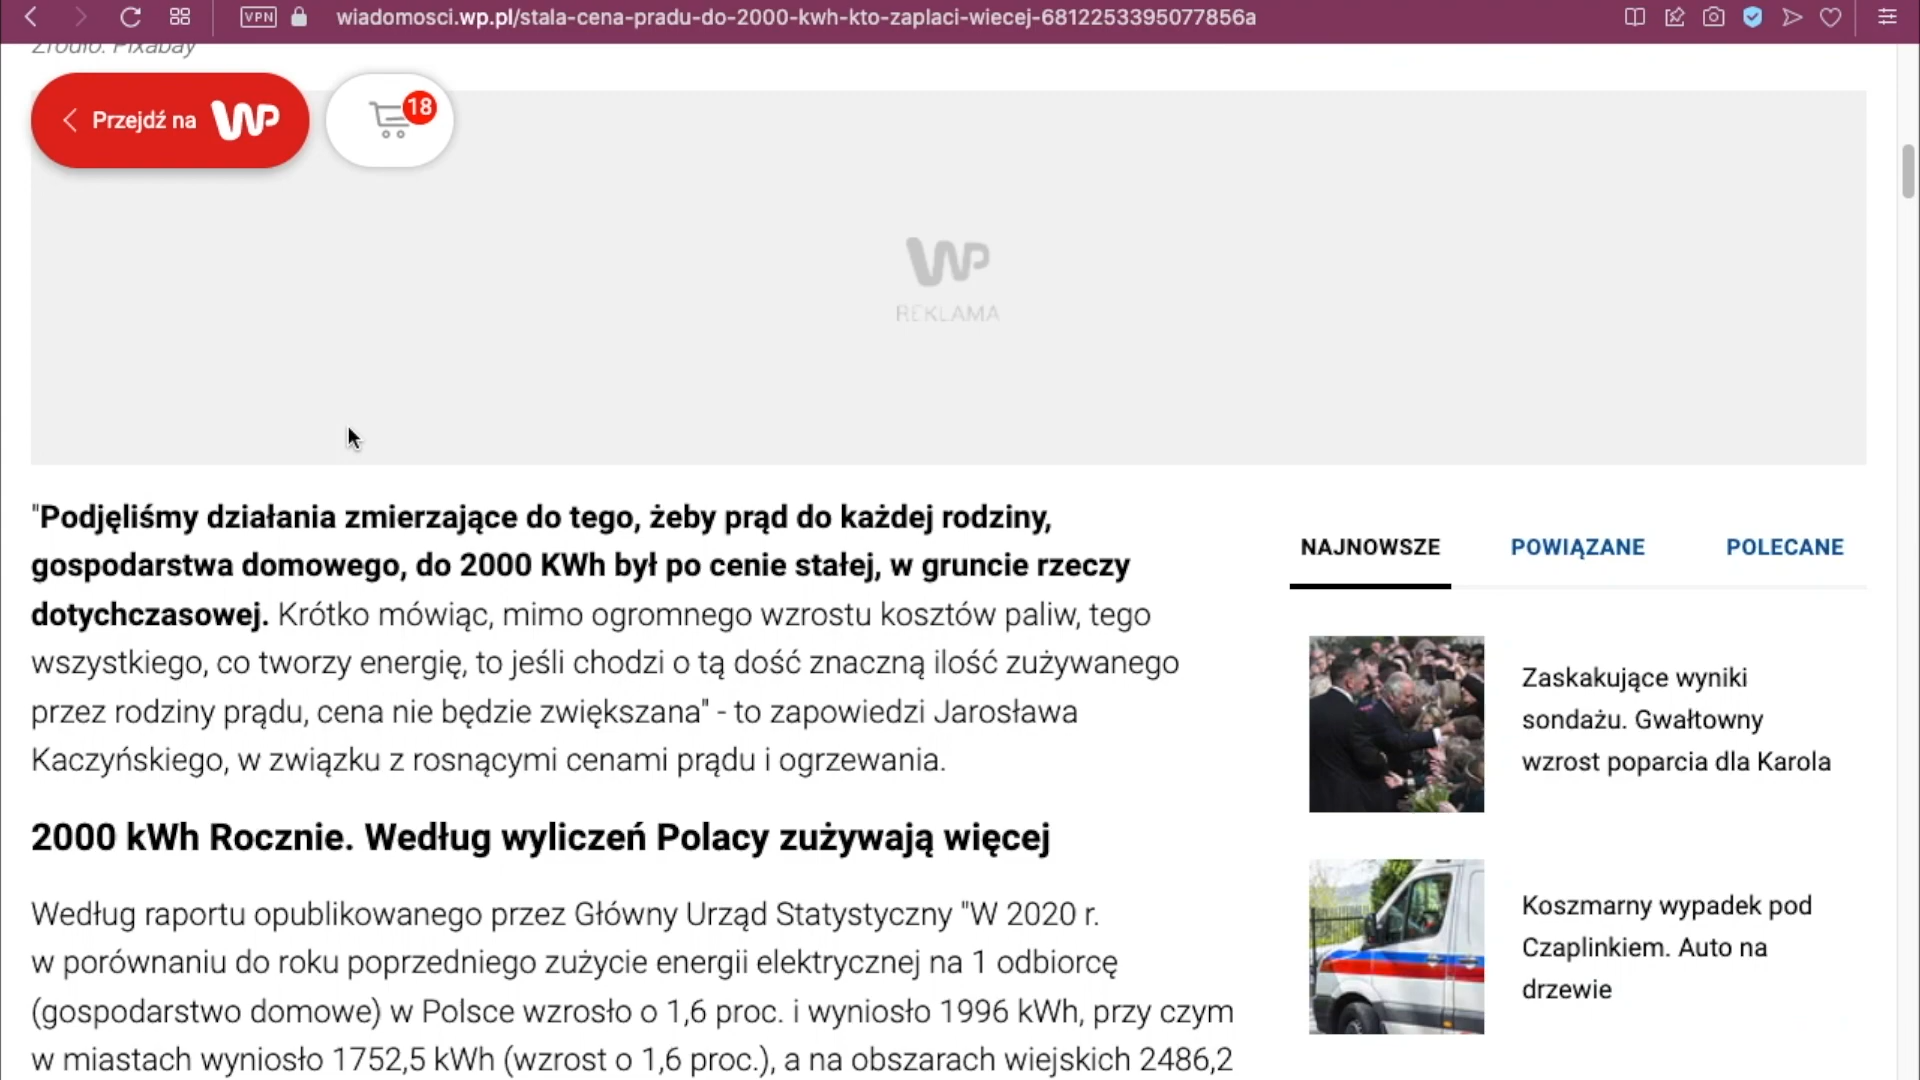 VPN
wiadomosci.wp.pl/stala-cena-pradu-do-2000-kwh-kto-zaplaci-wiecej-6812253395077856a
Źródło: Pixabay
Przejdź na WP
18
WP
REKLAMA
"Podjęliśmy działania zmierzające do tego, żeby prąd do każdej rodziny,
gospodarstwa domowego, do 2000 KWh był po cenie stałej, w gruncie rzeczy
dotychczasowej. Krótko mówiąc, mimo ogromnego wzrostu kosztów paliw, tego
wszystkiego, co tworzy energię, to jeśli chodzi o tą dość znaczną ilość zużywanego
przez rodziny prądu, cena nie będzie zwiększana" - to zapowiedzi Jarosława
Kaczyńskiego, w związku z rosnącymi cenami prądu i ogrzewania.
2000 kWh Rocznie. Według wyliczeń Polacy zużywają więcej
Według raportu opublikowanego przez Główny Urząd Statystyczny "W 2020 r.
w porównaniu do roku poprzedniego zużycie energii elektrycznej na 1 odbiorcę
(gospodarstwo domowe) w Polsce wzrosło o 1,6 proc. i wyniosło 1996 kWh, przy czym
w miastach wyniosło 1752,5 kWh (wzrost o 1,6 proc.), a na obszarach wiejskich 2486,2
NAJNOWSZE
POWIĄZANE
POLECANE
Zaskakujące wyniki
sondażu. Gwałtowny
wzrost poparcia dla Karola
Koszmarny wypadek pod
Czaplinkiem. Auto na
drzewie